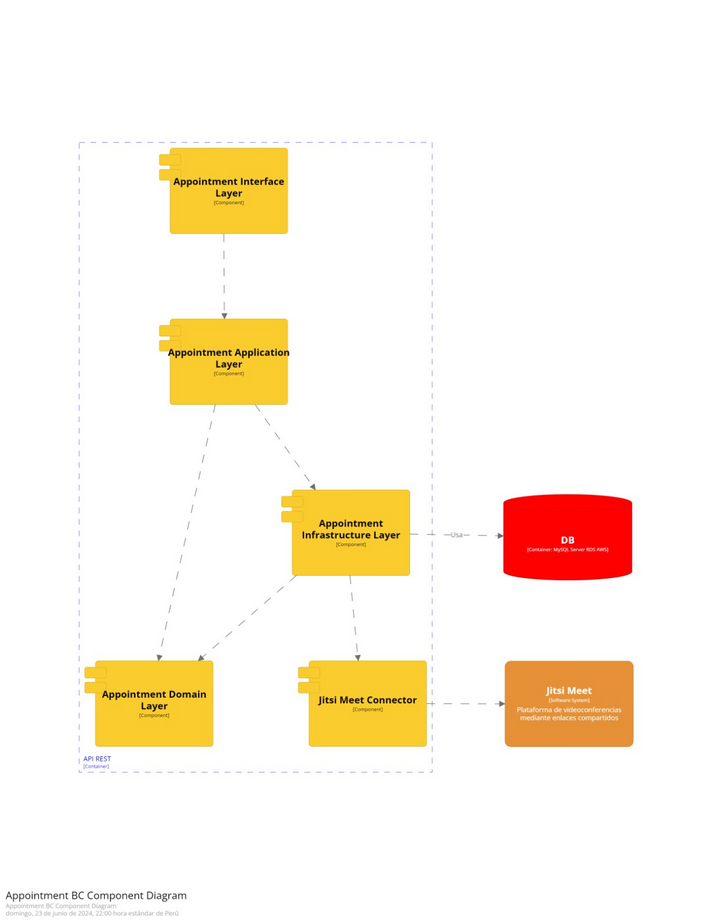 Appointment Interface
Layer
[Component]
Appointment Application
Layer
[Component]
Appointment
Infrastructure Layer
[Component]
Usa
DB
[Container: MySQL Server RDS AWS]
Appointment Domain
Layer
[Component]
Jitsi Meet Connector
[Component]
Jitsi Meet
[Software System]
Plataforma de videoconferencias
mediante enlaces compartidos
API REST
[Container]
Appointment BC Component Diagram
Appointment BC Component Diagram
domingo, 23 de junio de 2024, 22:00 hora estándar de Perú